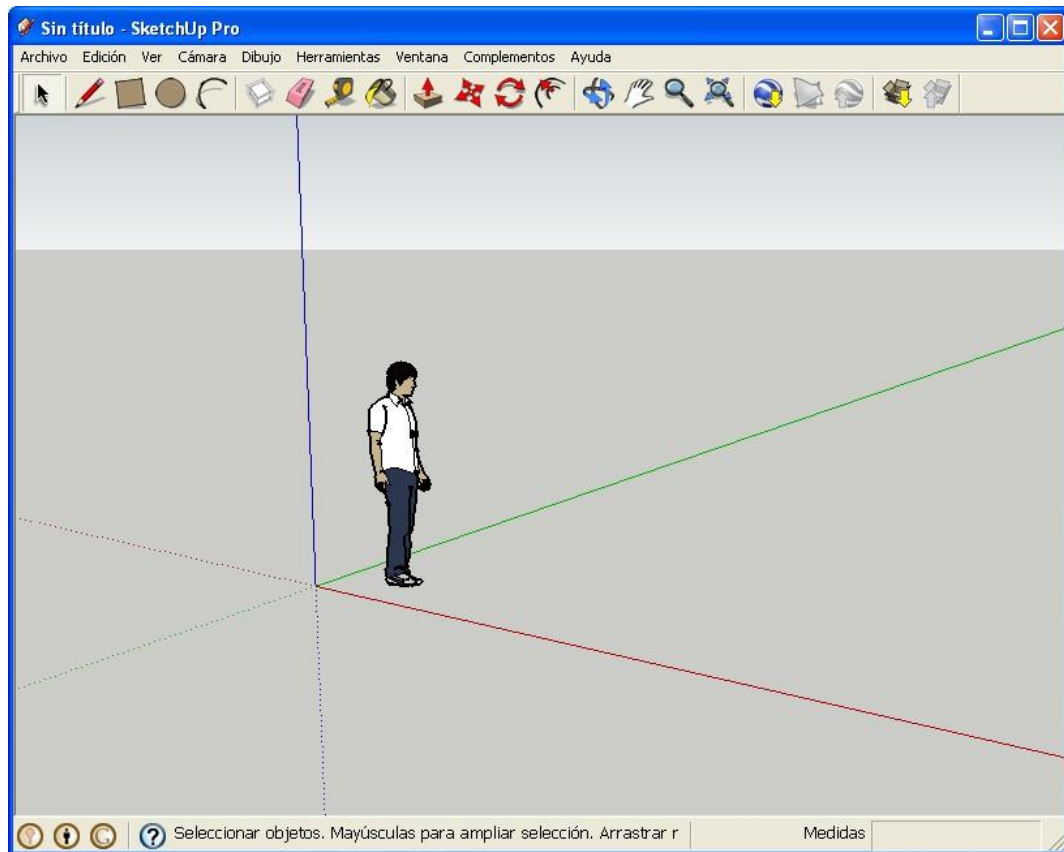 Sin título - SketchUp Pro
Archivo Edición Ver Cámara Dibujo Herramientas Ventana Complementos Ayuda
Seleccionar objetos. Mayúsculas para ampliar selección. Arrastrar r Medidas